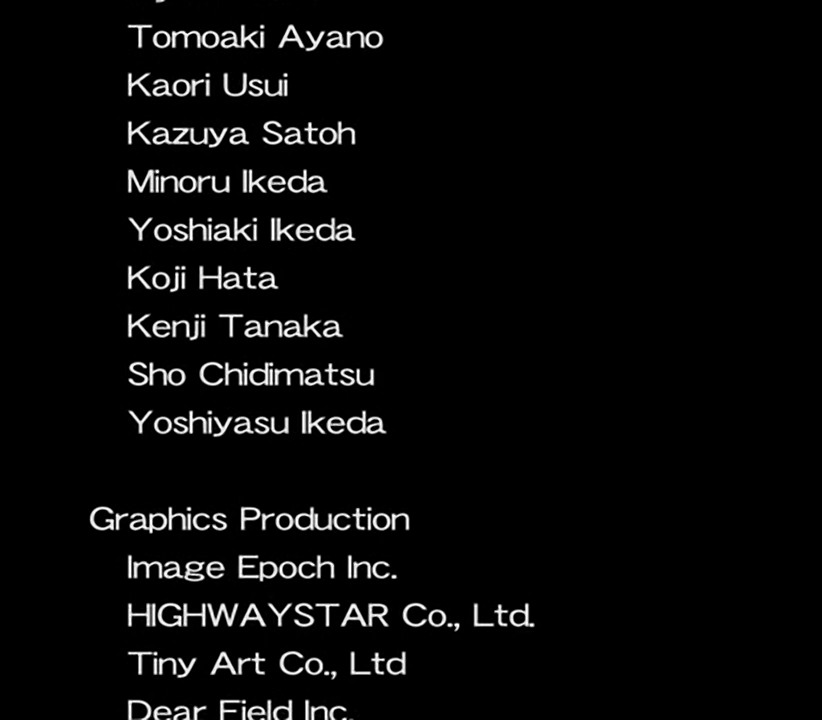 Tomoaki Ayano
Kaori Usui
Kazuya Satoh
Minoru Ikeda
Yoshiaki Ikeda
Koji Hata
Kenji Tanaka
Sho Chidimatsu
Yoshiyasu Ikeda
Graphics Production
Image Epoch Inc.
HIGHWAYSTAR Co., Ltd.
Tiny Art Co., Ltd
Dear Field Inc.